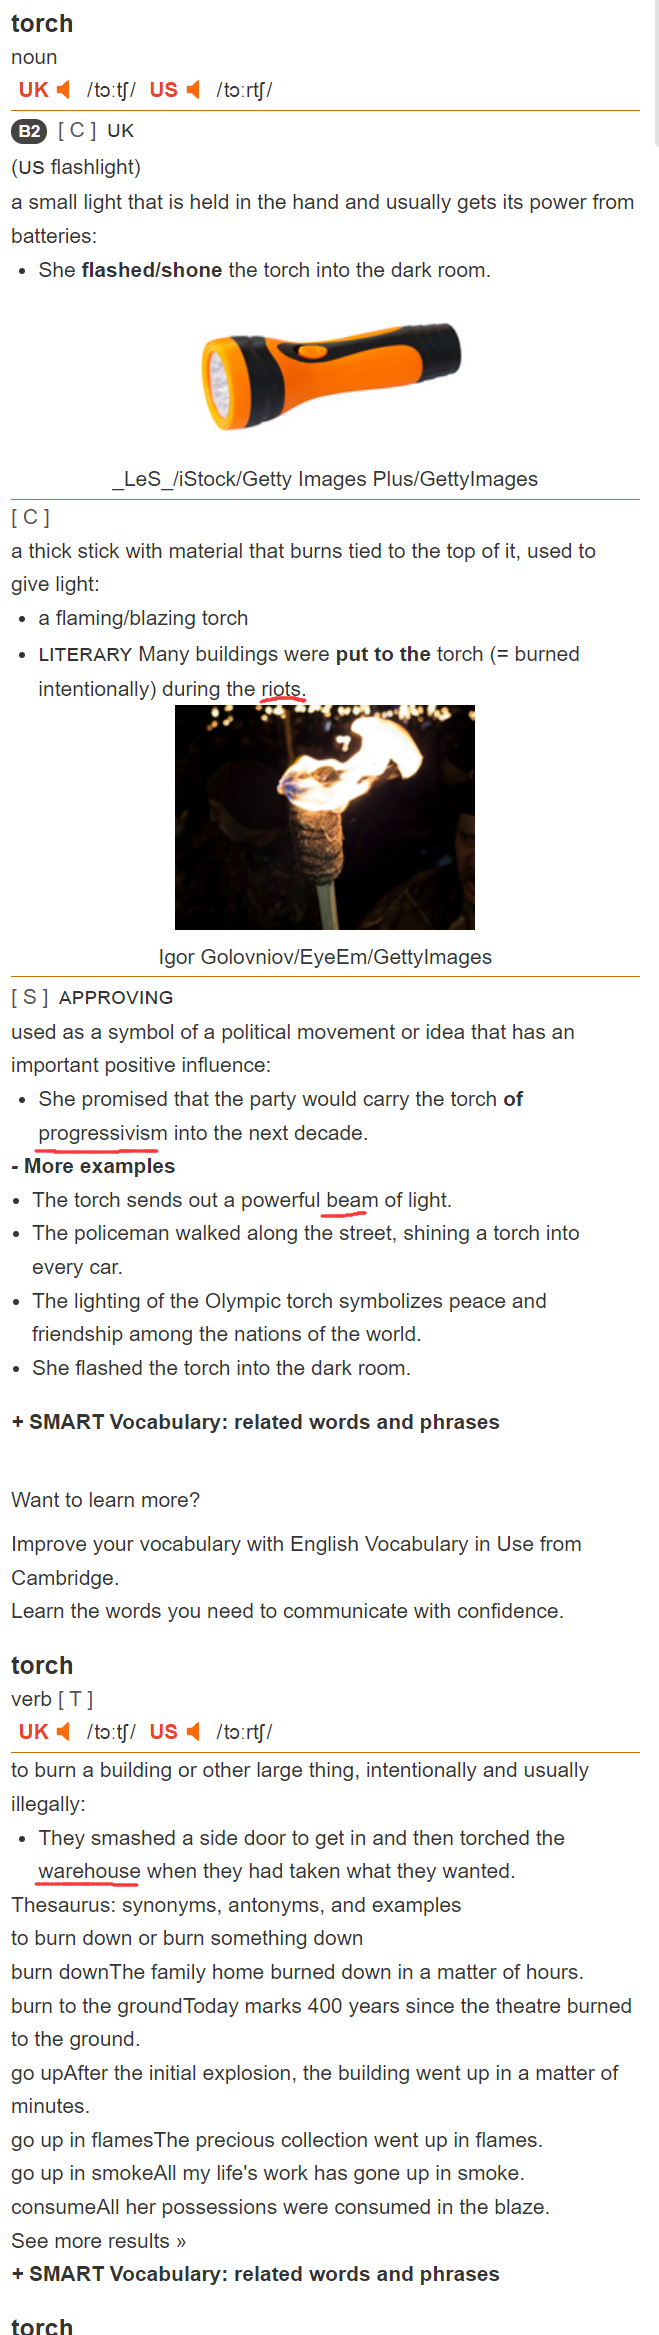 torch
noun
UK /tɔːtʃ/ US /tɔːrtʃ/
B2 [ C ] UK
(US flashlight)
a small light that is held in the hand and usually gets its power from
batteries:
• She flashed/shone the torch into the dark room.
_LeS_/iStock/Getty Images Plus/GettyImages
[ C ]
a thick stick with material that burns tied to the top of it, used to
give light:
• a flaming/blazing torch
• LITERARY Many buildings were put to the torch (= burned
intentionally) during the riots.
Igor Golovniov/EyeEm/GettyImages
[ S ] APPROVING
used as a symbol of a political movement or idea that has an
important positive influence:
• She promised that the party would carry the torch of
progressivism into the next decade.
- More examples
• The torch sends out a powerful beam of light.
• The policeman walked along the street, shining a torch into
every car.
• The lighting of the Olympic torch symbolizes peace and
friendship among the nations of the world.
• She flashed the torch into the dark room.
+ SMART Vocabulary: related words and phrases
Want to learn more?
Improve your vocabulary with English Vocabulary in Use from
Cambridge.
Learn the words you need to communicate with confidence.
torch
verb [ T ]
UK /tɔːtʃ/ US /tɔːrtʃ/
to burn a building or other large thing, intentionally and usually
illegally:
• They smashed a side door to get in and then torched the
warehouse when they had taken what they wanted.
Thesaurus: synonyms, antonyms, and examples
to burn down or burn something down
burn downThe family home burned down in a matter of hours.
burn to the groundToday marks 400 years since the theatre burned
to the ground.
go upAfter the initial explosion, the building went up in a matter of
minutes.
go up in flamesThe precious collection went up in flames.
go up in smokeAll my life's work has gone up in smoke.
consumeAll her possessions were consumed in the blaze.
See more results »
+ SMART Vocabulary: related words and phrases
torch